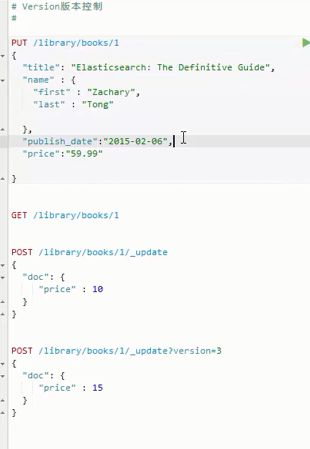 # Version版本控制
#
PUT /library/books/1
{
"title": "Elasticsearch: The Definitive Guide",
"name" : {
"first" : "Zachary",
"last" : "Tong"
},
"publish_date":"2015-02-06",
"price":"59.99"
}
GET /library/books/1
POST /library/books/1/_update
{
"doc": {
"price" : 10
}
}
POST /library/books/1/_update?version=3
{
"doc": {
"price" : 15
}
}